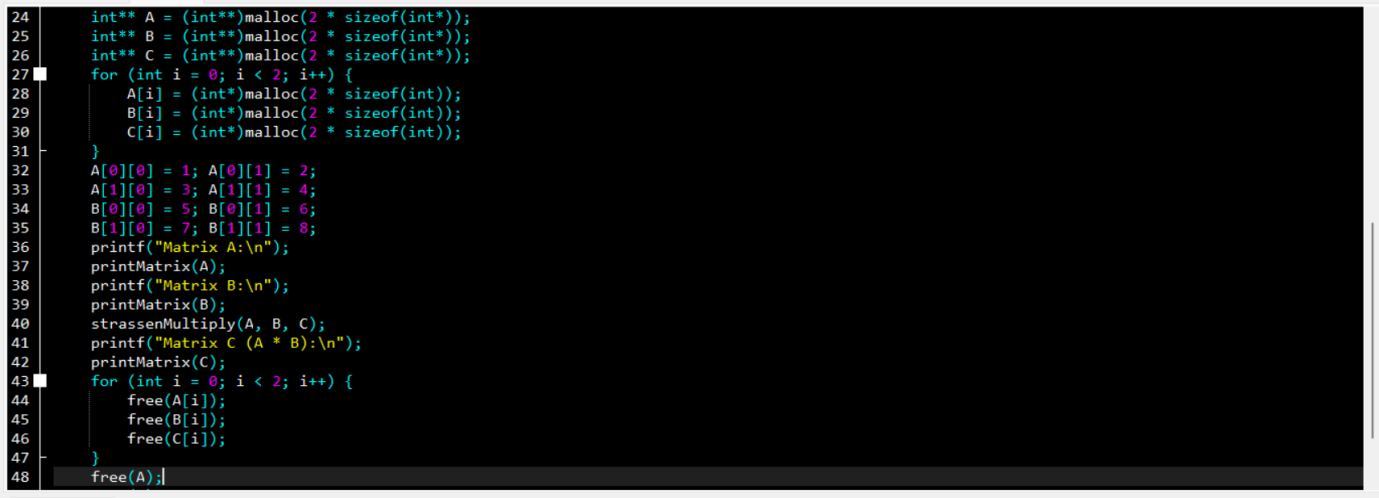 24 int** A = (int**)malloc(2 * sizeof(int*));
25 int** B = (int**)malloc(2 * sizeof(int*));
26 int** C = (int**)malloc(2 * sizeof(int*));
27 for (int i = 0; i < 2; i++) {
28 A[i] = (int*)malloc(2 * sizeof(int));
29 B[i] = (int*)malloc(2 * sizeof(int));
30 C[i] = (int*)malloc(2 * sizeof(int));
31 }
32 A[0][0] = 1; A[0][1] = 2;
33 A[1][0] = 3; A[1][1] = 4;
34 B[0][0] = 5; B[0][1] = 6;
35 B[1][0] = 7; B[1][1] = 8;
36 printf("Matrix A:\n");
37 printMatrix(A);
38 printf("Matrix B:\n");
39 printMatrix(B);
40 strassenMultiply(A, B, C);
41 printf("Matrix C (A * B):\n");
42 printMatrix(C);
43 for (int i = 0; i < 2; i++) {
44 free(A[i]);
45 free(B[i]);
46 free(C[i]);
47 }
48 free(A);